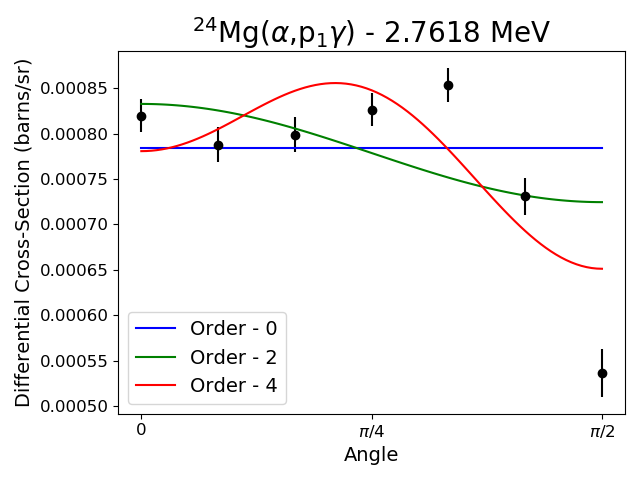 ²⁴Mg(α,p₁γ) - 2.7618 MeV
Differential Cross-Section (barns/sr)
0.00085
0.00080
0.00075
0.00070
0.00065
0.00060
0.00055
0.00050
Order - 0
Order - 2
Order - 4
0
π/4
π/2
Angle